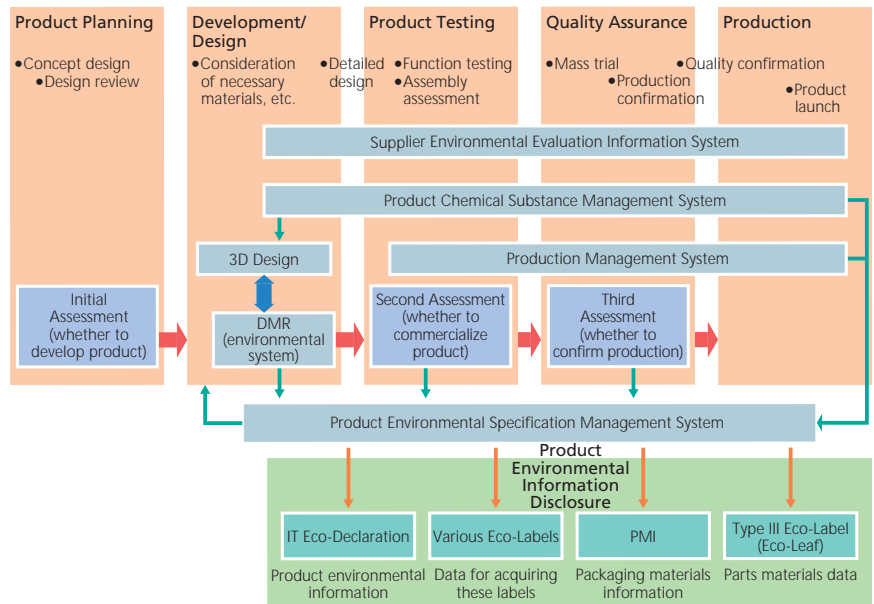 Product Planning
•Concept design
•Design review
Development/
Design
•Consideration
of necessary
materials, etc.
•Detailed
design
Product Testing
•Function testing
•Assembly
assessment
Quality Assurance
•Mass trial
•Production
confirmation
Production
•Quality confirmation
•Product
launch
Supplier Environmental Evaluation Information System
Product Chemical Substance Management System
3D Design
Production Management System
Initial
Assessment
(whether to
develop product)
DMR
(environmental
system)
Second Assessment
(whether to
commercialize
product)
Third
Assessment
(whether to
confirm production)
Product Environmental Specification Management System
Product
Environmental
Information
Disclosure
IT Eco-Declaration
Product environmental
information
Various Eco-Labels
Data for acquiring
these labels
PMI
Packaging materials
information
Type III Eco-Label
(Eco-Leaf)
Parts materials data